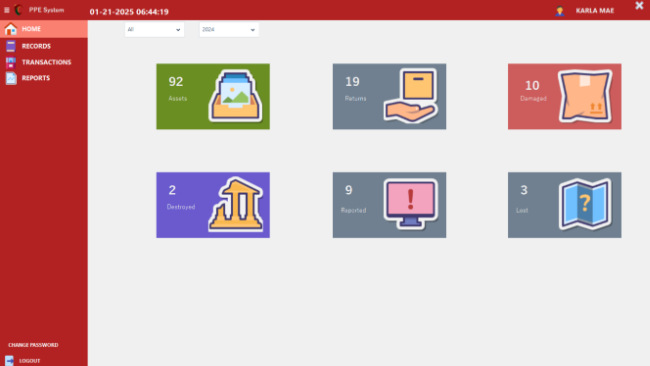 PPE System
01-21-2025 06:44:19
KARLA MAE
HOME
RECORDS
TRANSACTIONS
REPORTS
All
2024
92
Assets
19
Returns
10
Damaged
2
Destroyed
9
Reported
3
Lost
CHANGE PASSWORD
LOGOUT